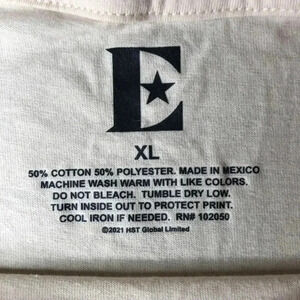 E
XL
50% COTTON 50% POLYESTER. MADE IN MEXICO
MACHINE WASH WARM WITH LIKE COLORS.
DO NOT BLEACH. TUMBLE DRY LOW.
TURN INSIDE OUT TO PROTECT PRINT.
COOL IRON IF NEEDED. RN# 102050
©2021 HST Global Limited